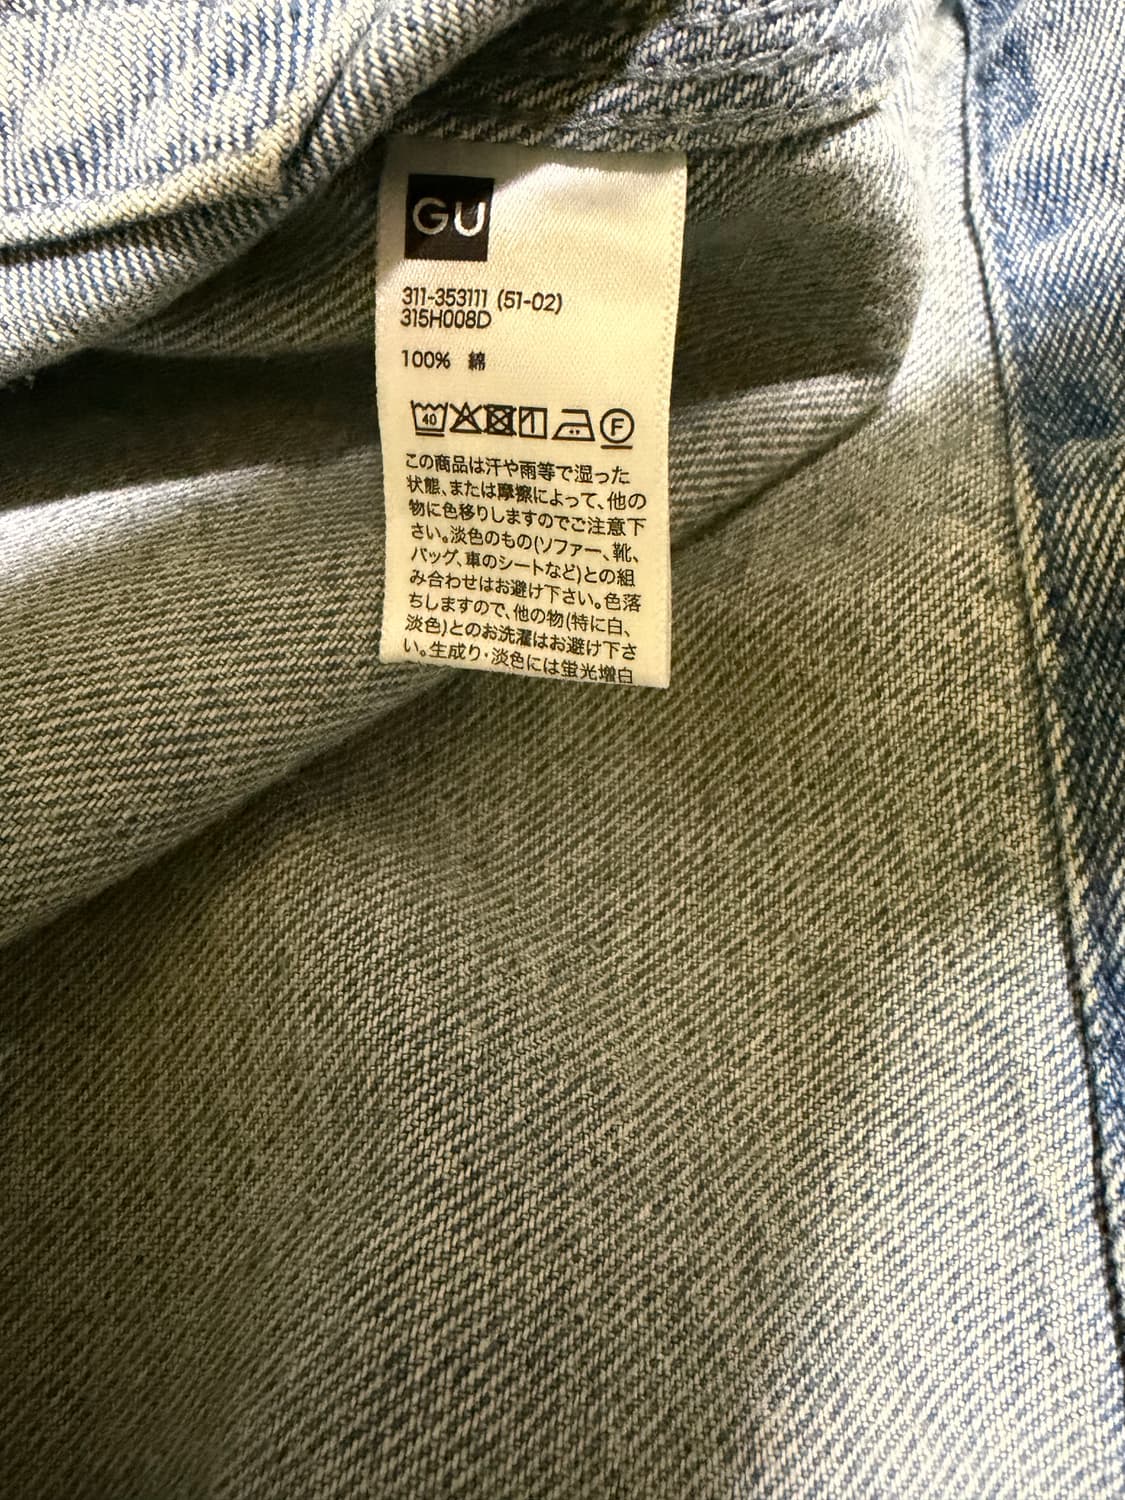 GU
311-353111 (51-02)
315H008D
100% 綿
40 F
この商品は汗や雨等で湿った
状態、または摩擦によって、他の
物に色移りしますのでご注意下
さい。淡色のもの(ソファー、靴、
バッグ、車のシートなど)との組
み合わせはお避け下さい。色落
ちしますので、他の物(特に白、
淡色)とのお洗濯はお避け下さ
い。生成り・淡色には蛍光増白